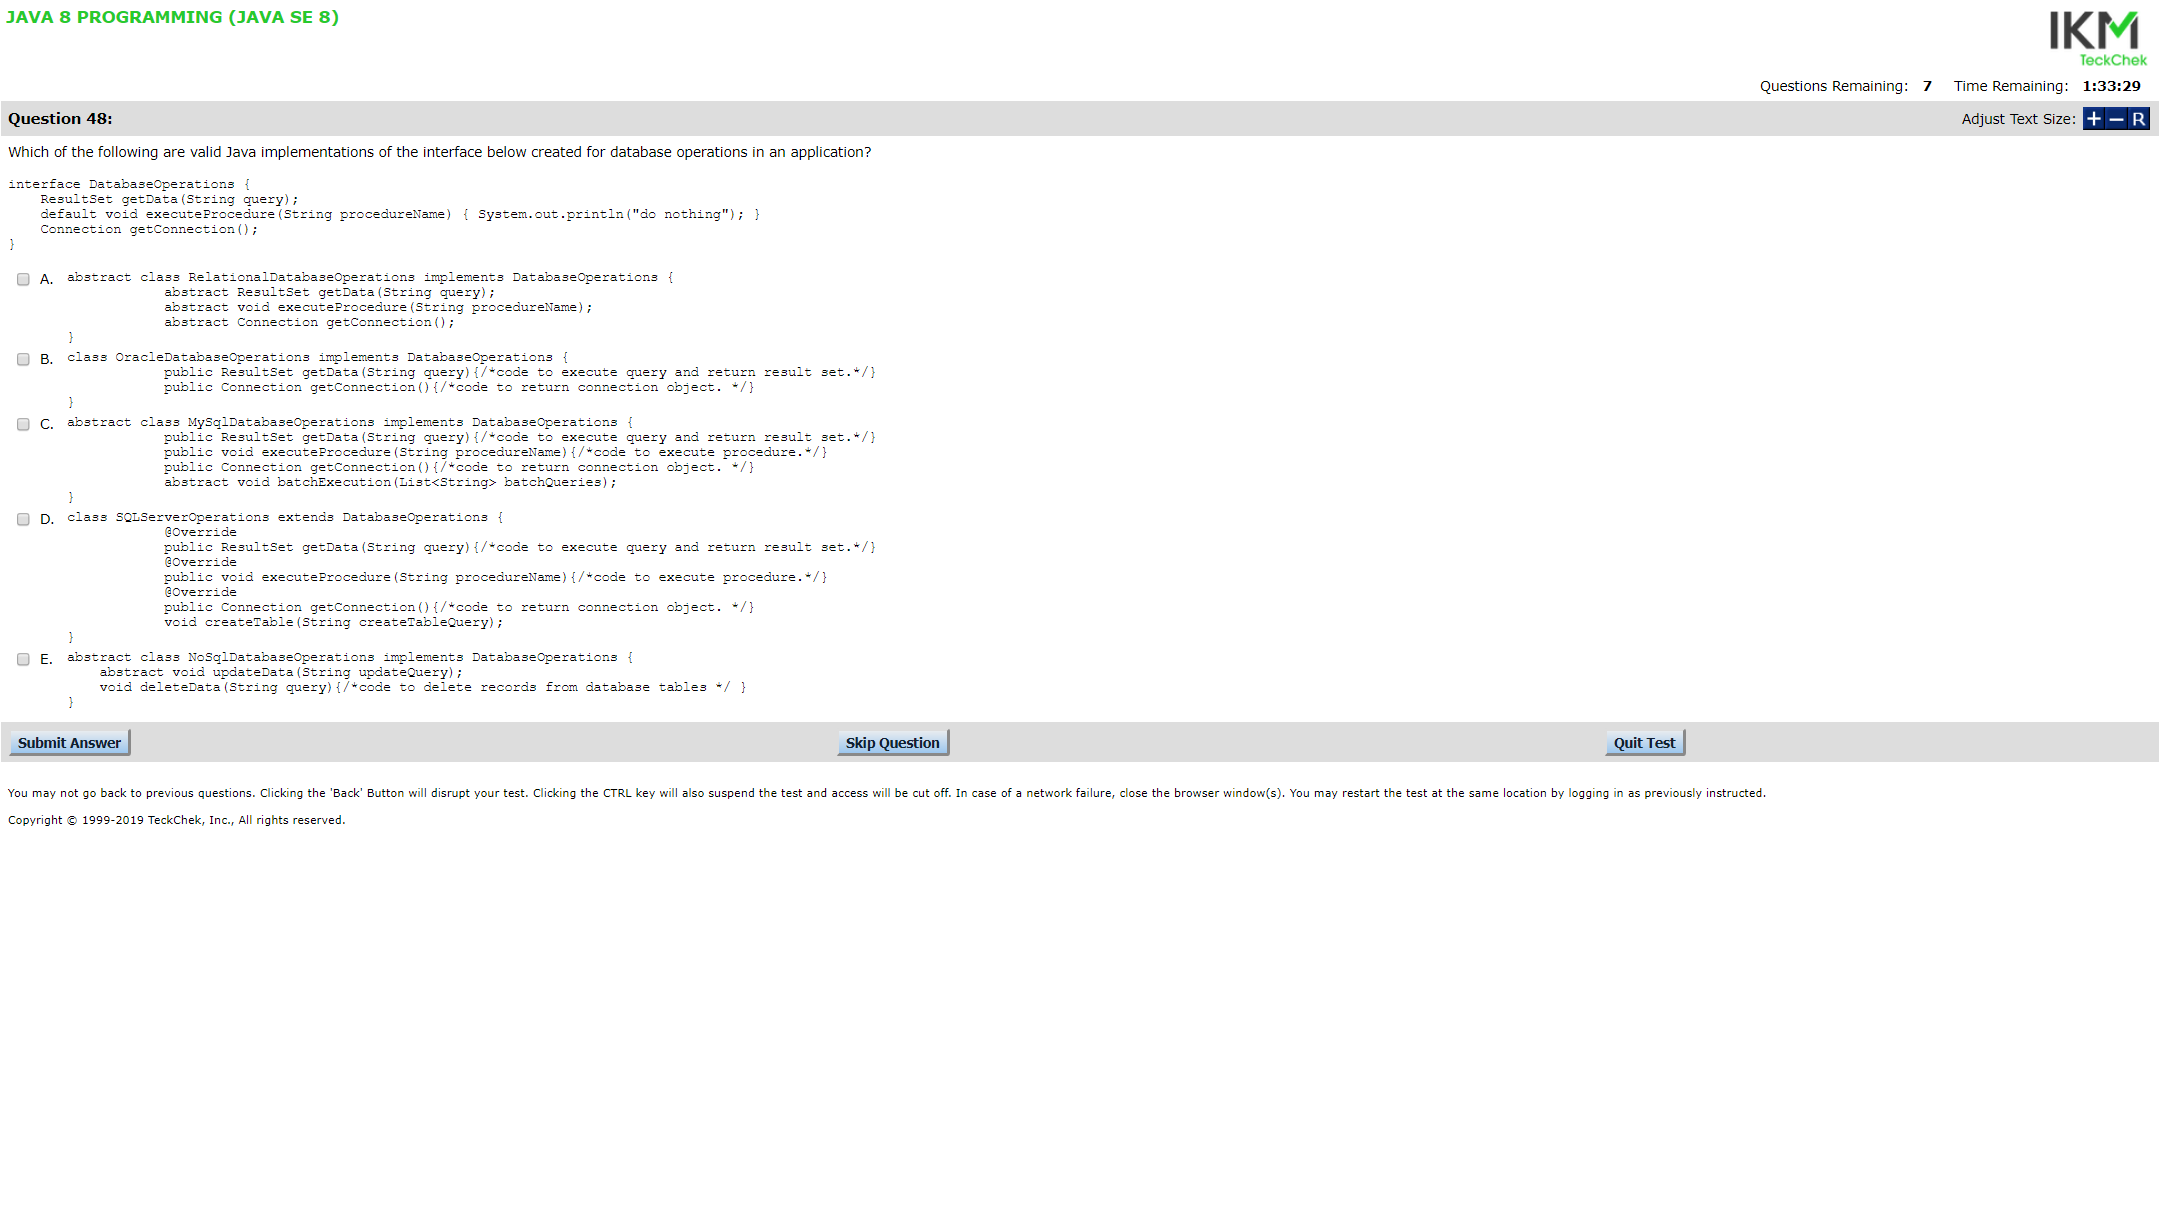 JAVA 8 PROGRAMMING (JAVA SE 8)
IKM
TeckChek
Questions Remaining: 7 Time Remaining: 1:33:29
Question 48:
Adjust Text Size: + − R
Which of the following are valid Java implementations of the interface below created for database operations in an application?
interface DatabaseOperations {
    ResultSet getData(String query);
    default void executeProcedure(String procedureName) { System.out.println("do nothing"); }
    Connection getConnection();
}
A. abstract class RelationalDatabaseOperations implements DatabaseOperations {
            abstract ResultSet getData(String query);
            abstract void executeProcedure(String procedureName);
            abstract Connection getConnection();
}
B. class OracleDatabaseOperations implements DatabaseOperations {
            public ResultSet getData(String query){/*code to execute query and return result set.*/}
            public Connection getConnection(){/*code to return connection object. */}
}
C. abstract class MySqlDatabaseOperations implements DatabaseOperations {
            public ResultSet getData(String query){/*code to execute query and return result set.*/}
            public void executeProcedure(String procedureName){/*code to execute procedure.*/}
            public Connection getConnection(){/*code to return connection object. */}
            abstract void batchExecution(List<String> batchQueries);
}
D. class SQLServerOperations extends DatabaseOperations {
            @Override
            public ResultSet getData(String query){/*code to execute query and return result set.*/}
            @Override
            public void executeProcedure(String procedureName){/*code to execute procedure.*/}
            @Override
            public Connection getConnection(){/*code to return connection object. */}
            void createTable(String createTableQuery);
}
E. abstract class NoSqlDatabaseOperations implements DatabaseOperations {
    abstract void updateData(String updateQuery);
    void deleteData(String query){/*code to delete records from database tables */ }
}
Submit Answer Skip Question Quit Test
You may not go back to previous questions. Clicking the 'Back' Button will disrupt your test. Clicking the CTRL key will also suspend the test and access will be cut off. In case of a network failure, close the browser window(s). You may restart the test at the same location by logging in as previously instructed.
Copyright © 1999-2019 TeckChek, Inc., All rights reserved.